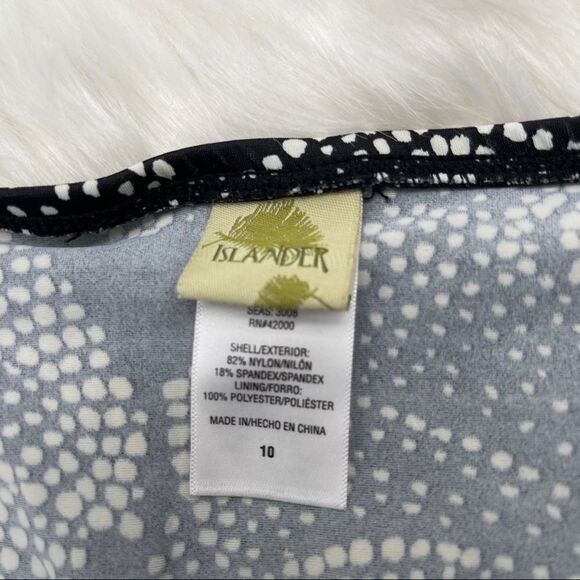 ISLANDER
SEAS: 3008
RN#42000
SHELL/EXTERIOR:
82% NYLON/NILÓN
18% SPANDEX/SPANDEX
LINING/FORRO:
100% POLYESTER/POLIÉSTER
MADE IN/HECHO EN CHINA
10